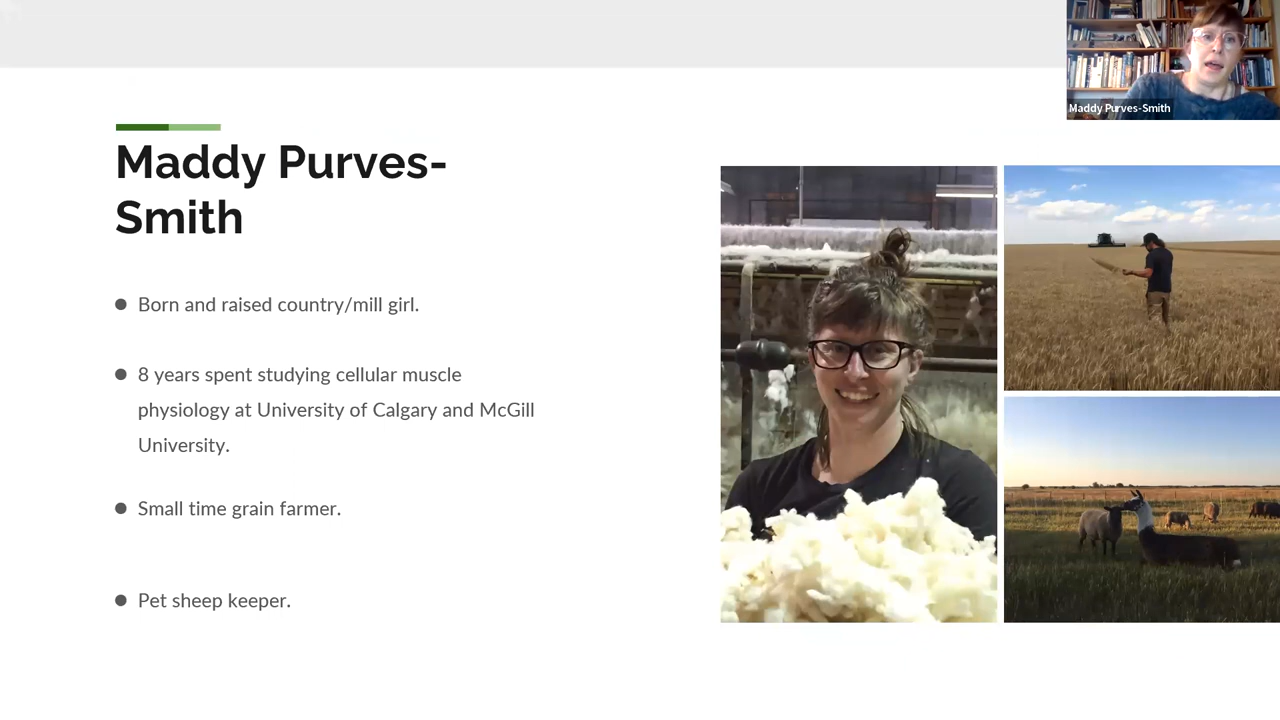 Maddy Purves-Smith
Maddy Purves-
Smith
Born and raised country/mill girl.
8 years spent studying cellular muscle
physiology at University of Calgary and McGill
University.
Small time grain farmer.
Pet sheep keeper.